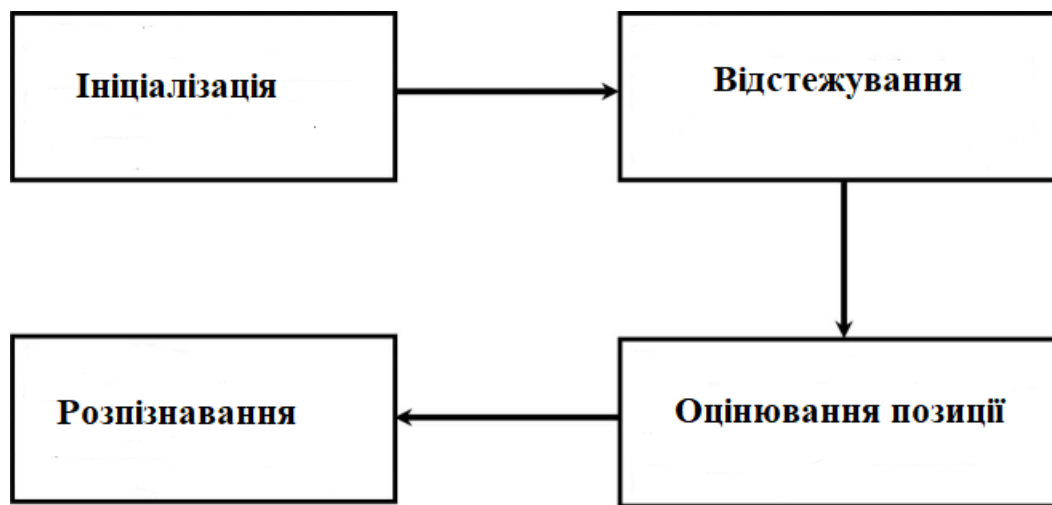 Ініціалізація
Відстежування
Розпізнавання
Оцінювання позиції